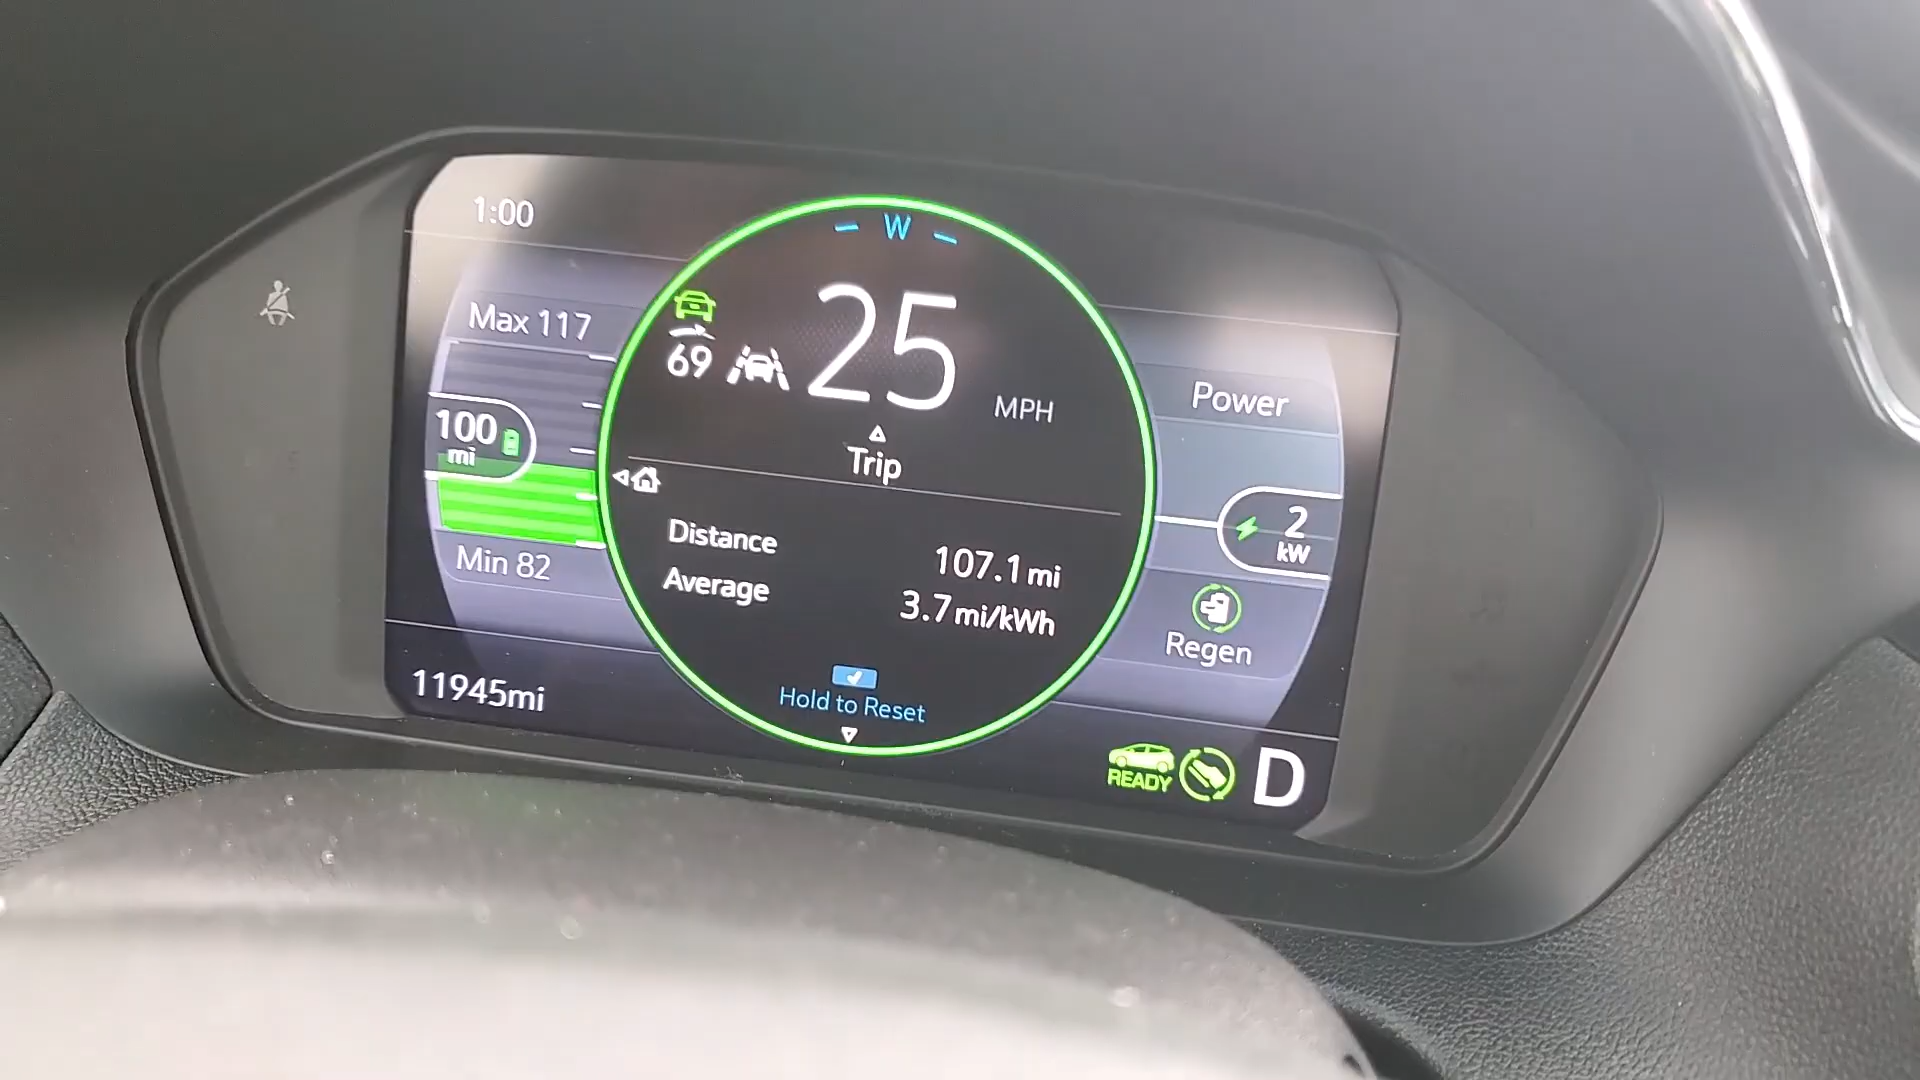 1:00
W
Max 117
69
25
MPH
100
mi
Trip
Power
2
kW
Distance
107.1 mi
Average
3.7 mi/kWh
Min 82
Regen
Hold to Reset
11945mi
READY
D